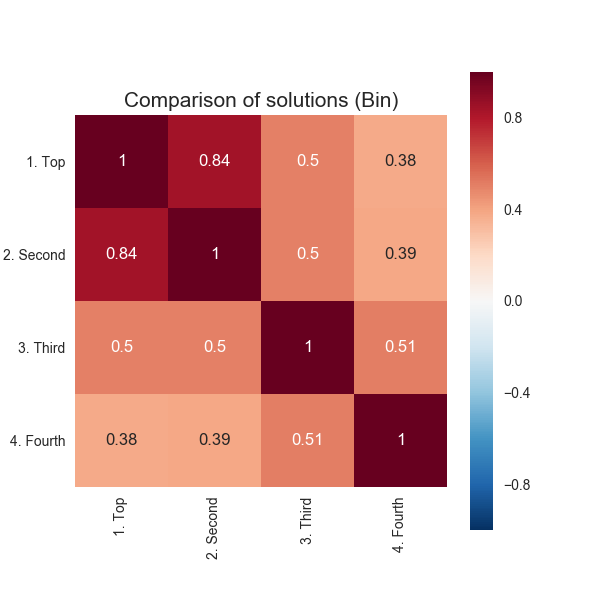 Comparison of solutions (Bin)
1. Top 1 0.84 0.5 0.38
2. Second 0.84 1 0.5 0.39
3. Third 0.5 0.5 1 0.51
4. Fourth 0.38 0.39 0.51 1
1. Top 2. Second 3. Third 4. Fourth
0.8
0.4
0.0
−0.4
−0.8